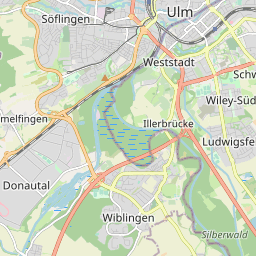 Söflingen
Ulm
Weststadt
Schw
Wiley-Süd
Illerbrücke
melfingen
Ludwigsfe
Donautal
Wiblingen
Silberwald